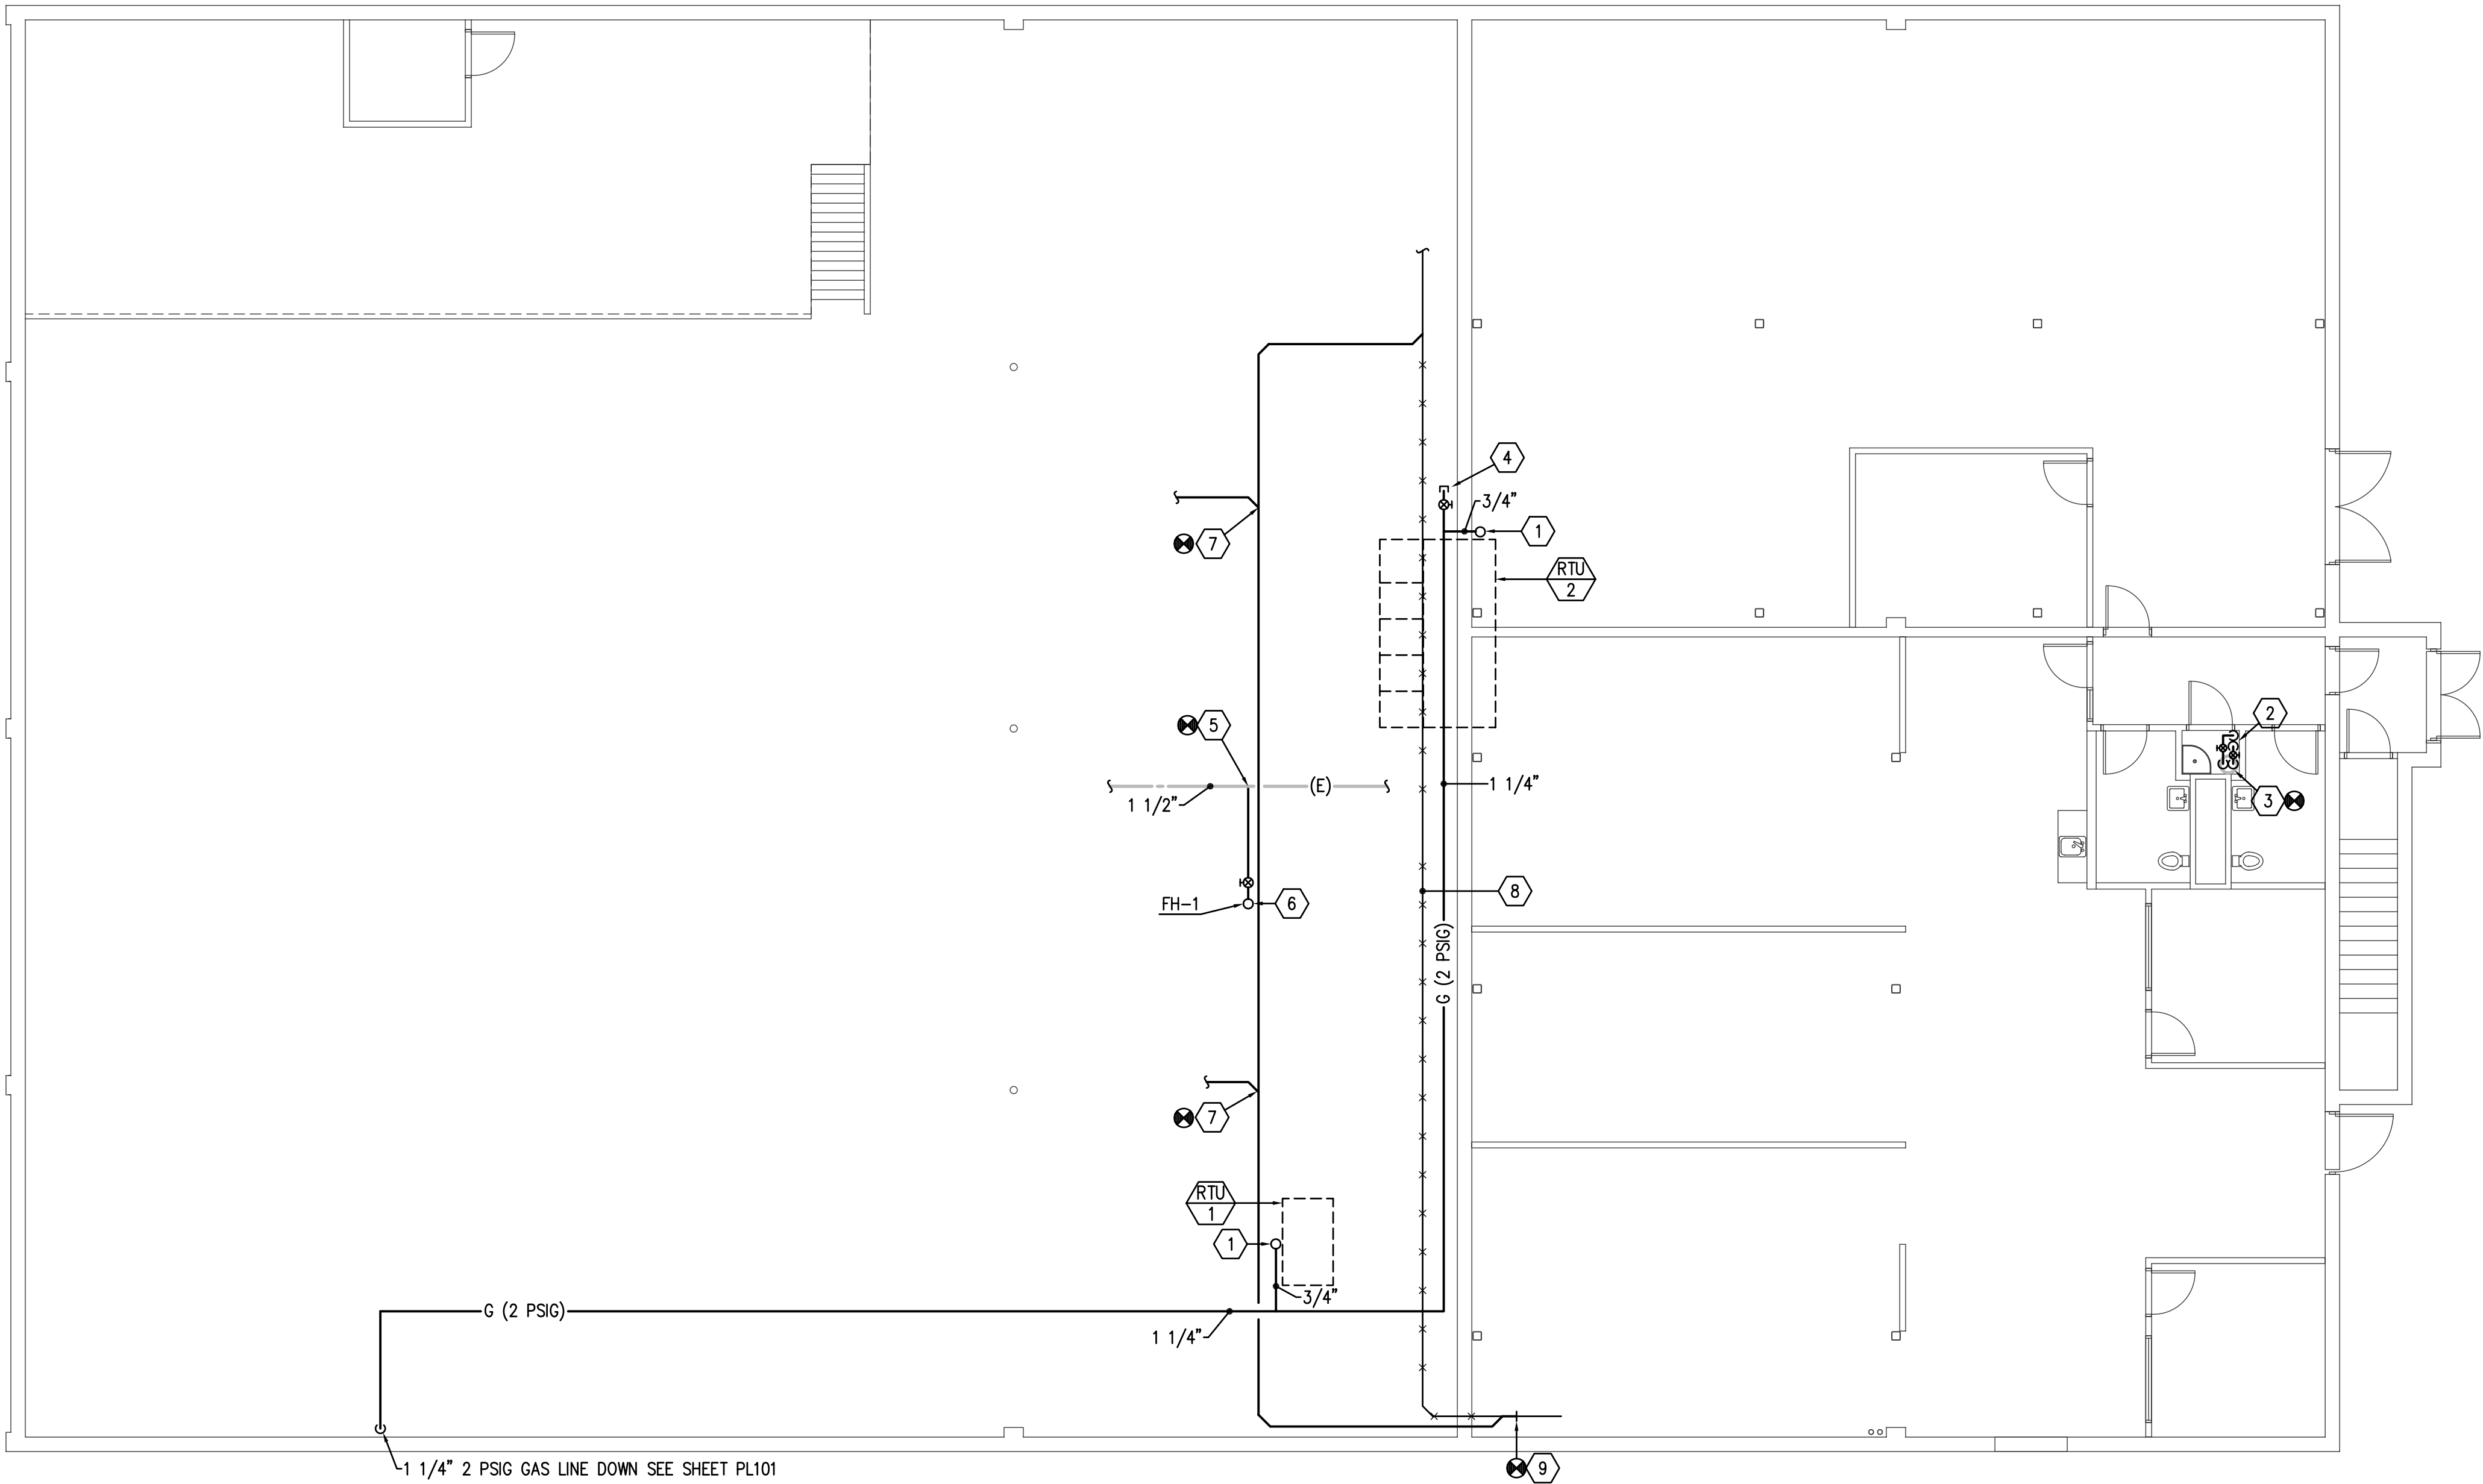 4
3/4"
1
7
RTU
2
5
2
(E)
1 1/2"
1 1/4"
3
8
FH-1
6
G (2 PSIG)
7
RTU
1
1
3/4"
G (2 PSIG)
1 1/4"
1 1/4" 2 PSIG GAS LINE DOWN SEE SHEET PL101
9